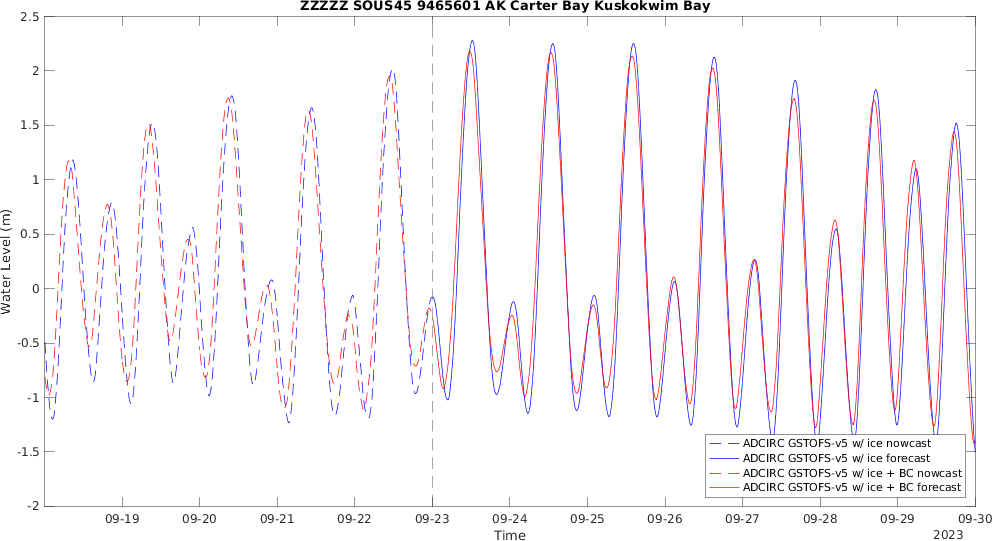 ZZZZZ SOUS45 9465601 AK Carter Bay Kuskokwim Bay
2.5
2
1.5
1
0.5
0
-0.5
-1
-1.5
-2
Water Level (m)
ADCIRC GSTOFS-v5 w/ ice nowcast
ADCIRC GSTOFS-v5 w/ ice forecast
ADCIRC GSTOFS-v5 w/ ice + BC nowcast
ADCIRC GSTOFS-v5 w/ ice + BC forecast
09-19 09-20 09-21 09-22 09-23 09-24 09-25 09-26 09-27 09-28 09-29 09-30
Time
2023